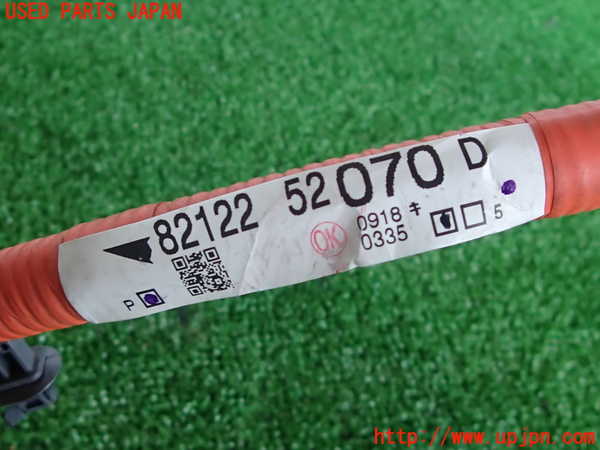 USED PARTS JAPAN
82122 52070 D
OK
0918 キ
0335
5
P
http://www.upjpn.com/